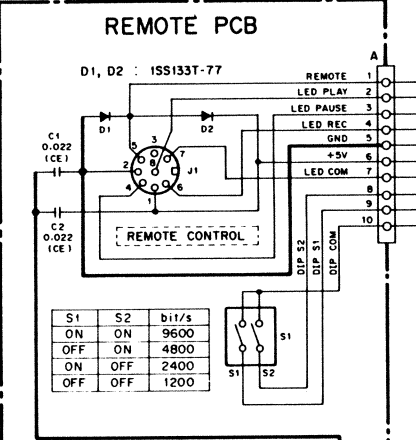 REMOTE PCB
A
D1, D2 : 1SS133T-77
REMOTE 1
LED PLAY 2
LED PAUSE 3
LED REC 4
GND 5
+5V 6
LED COM 7
8
9
10
D1
D2
C1
0.022
(CE)
5
3
7
2
8
J1
4
1
6
C2
0.022
(CE)
REMOTE CONTROL
DIP S2
DIP S1
DIP COM
S1 S2 bit/s
ON ON 9600
OFF ON 4800
ON OFF 2400
OFF OFF 1200
S1
S1
S2